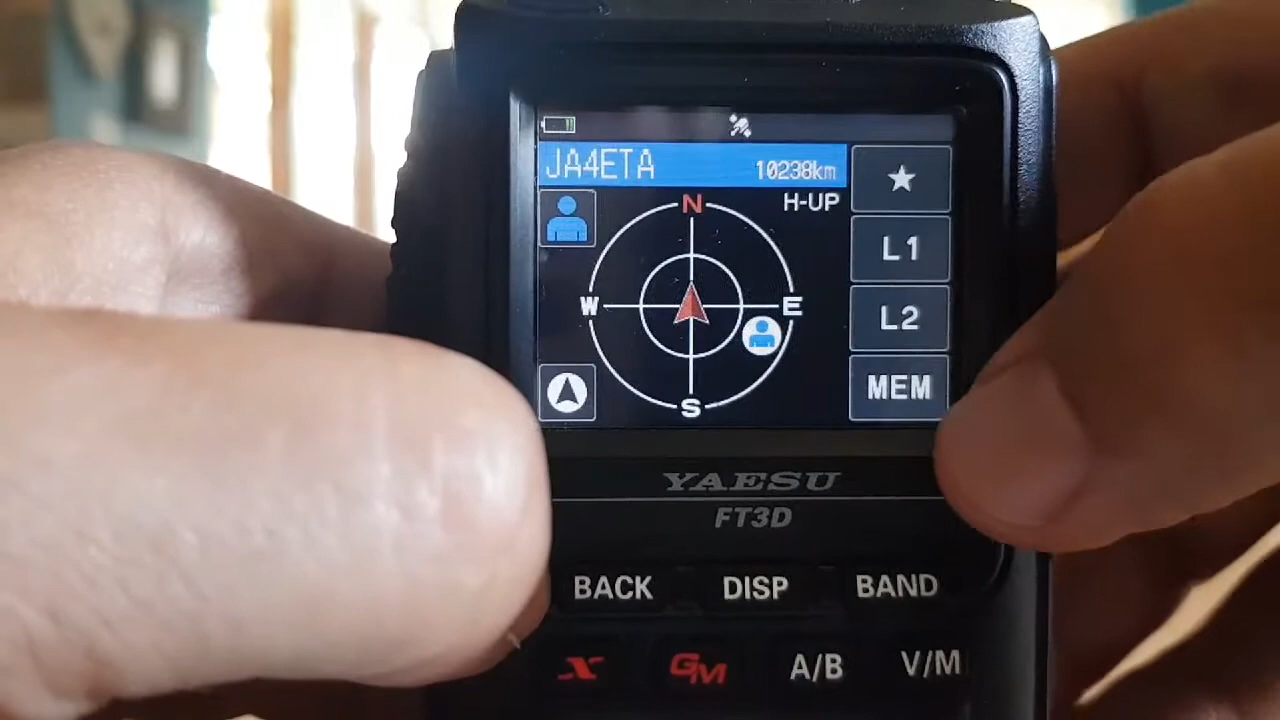 JA4ETA 10238km
H-UP
★
N
L1
W E
L2
MEM
S
YAESU
FT3D
BACK DISP BAND
X GM A/B V/M